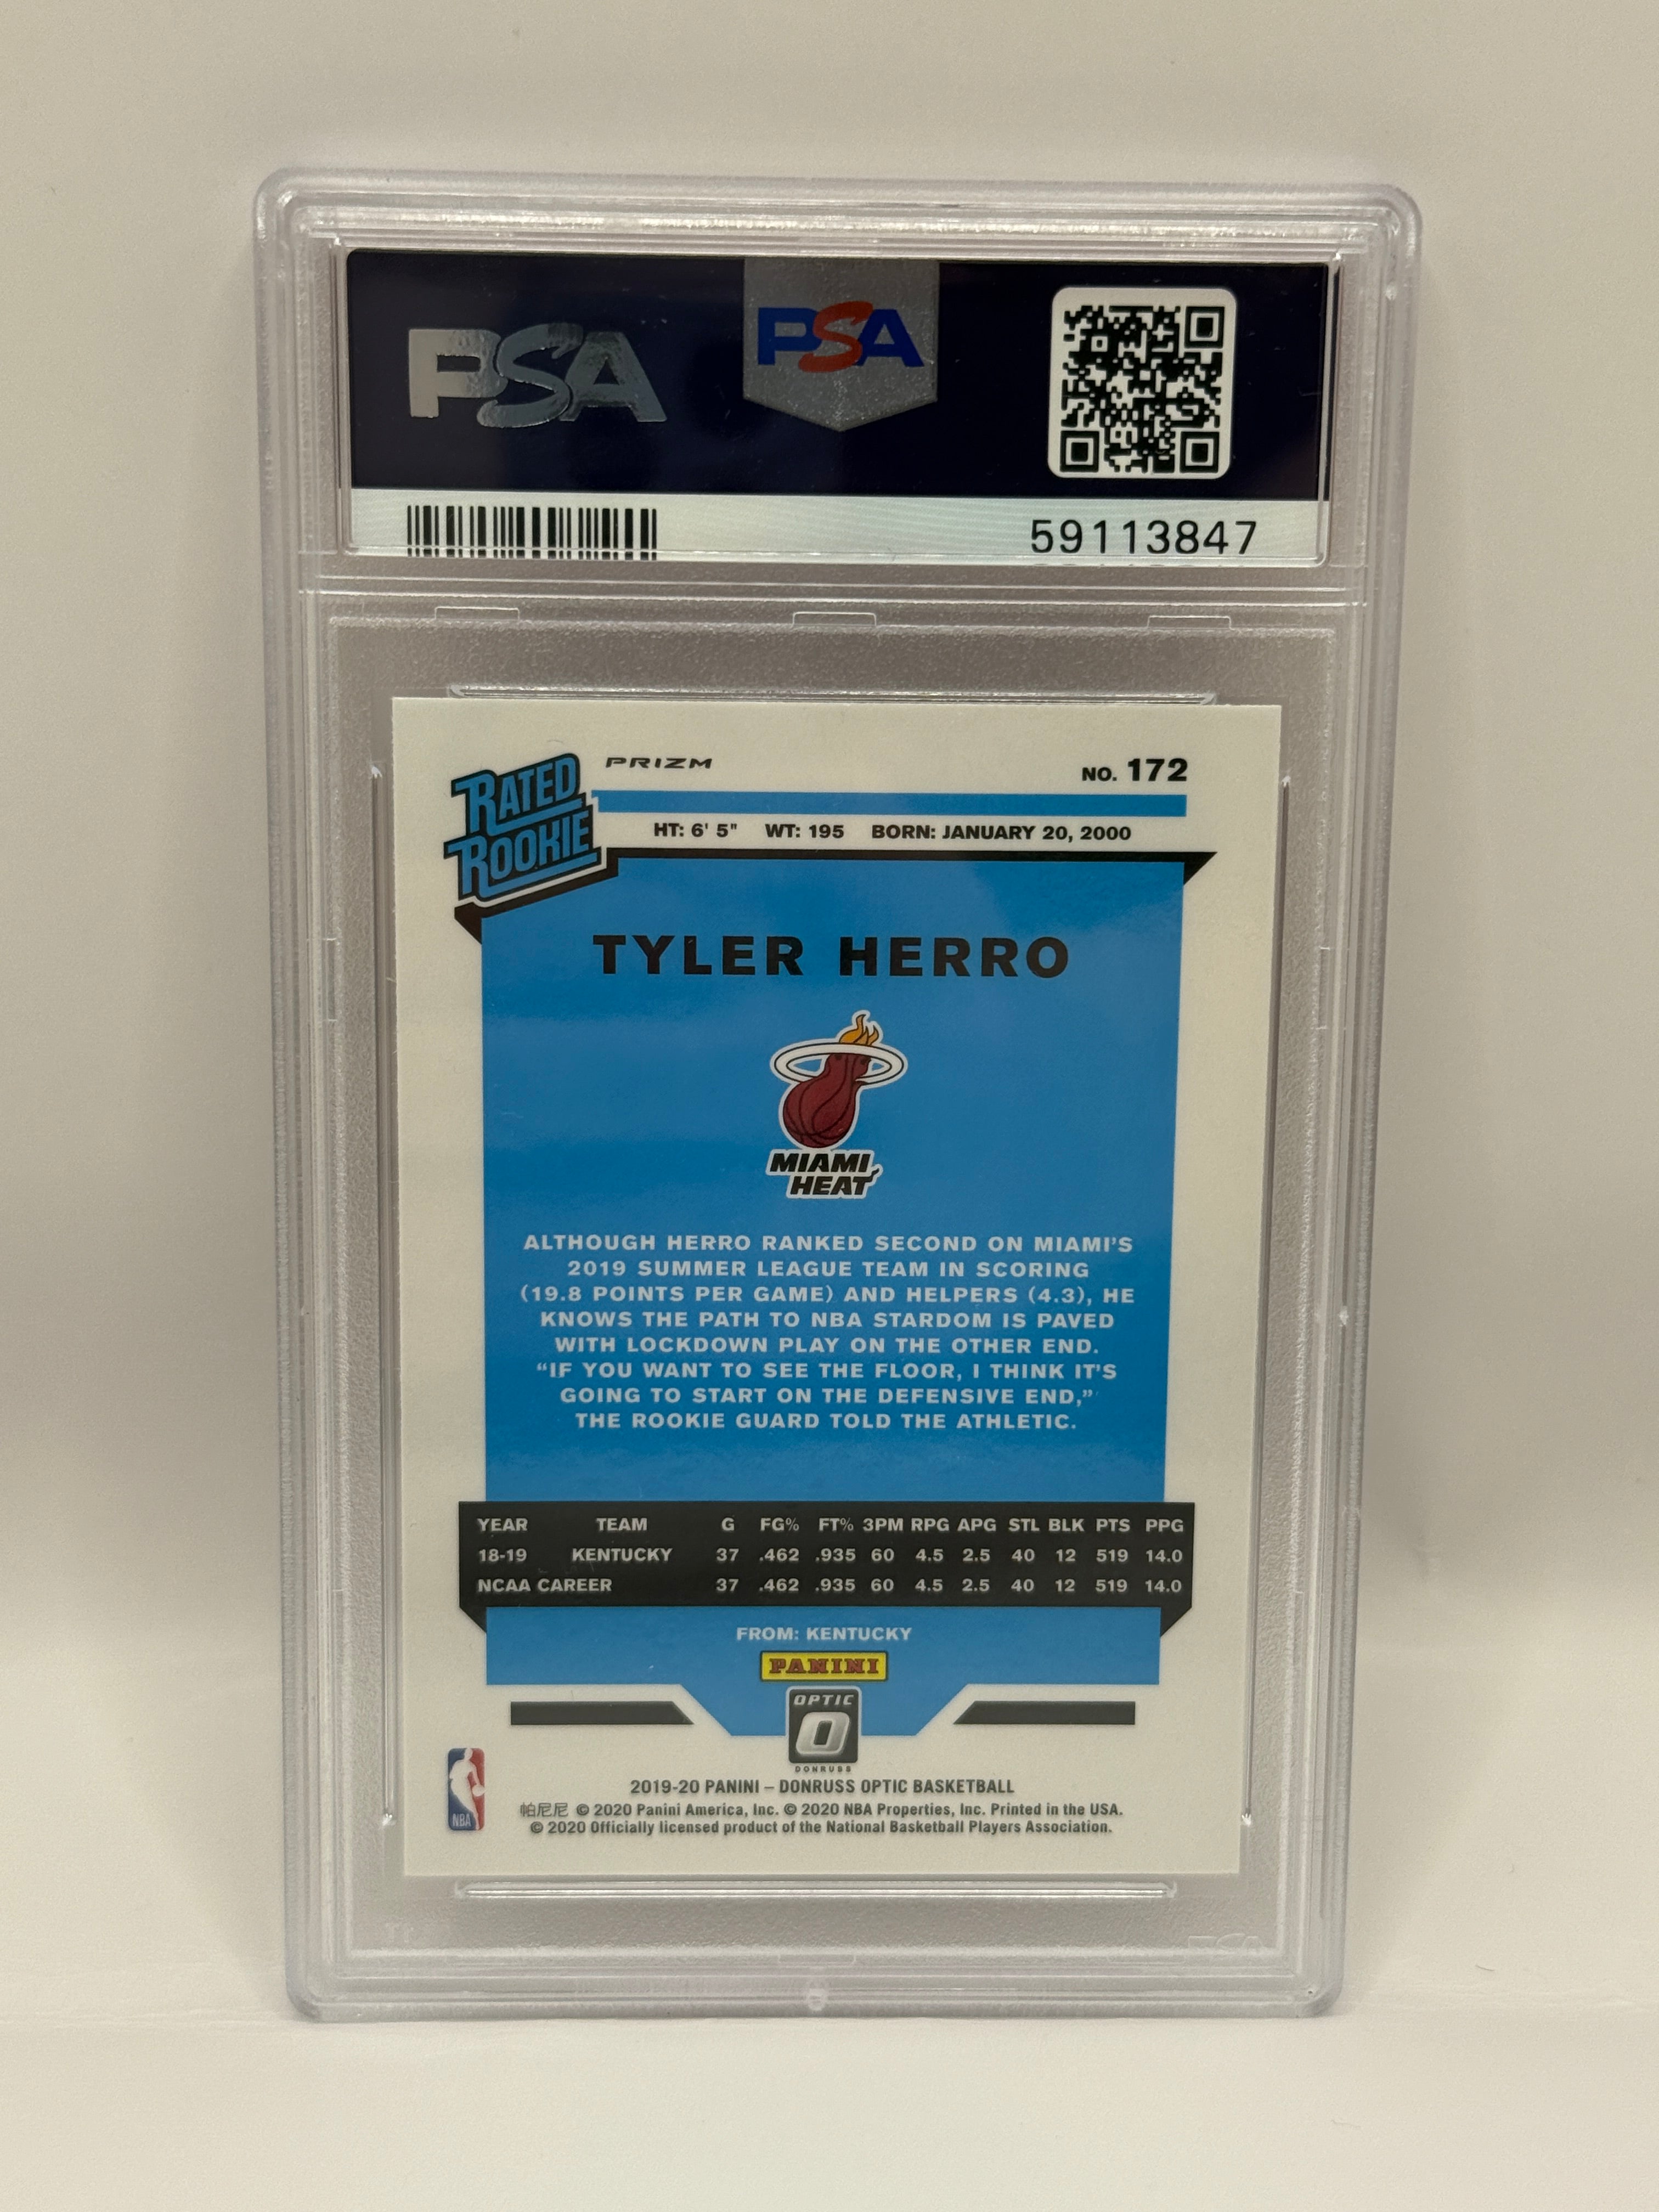 PSA
PSA
59113847
RATED
ROOKIE
PRIZM
NO. 172
HT: 6' 5" WT: 195 BORN: JANUARY 20, 2000
TYLER HERRO
MIAMI
HEAT
ALTHOUGH HERRO RANKED SECOND ON MIAMI'S
2019 SUMMER LEAGUE TEAM IN SCORING
(19.8 POINTS PER GAME) AND HELPERS (4.3), HE
KNOWS THE PATH TO NBA STARDOM IS PAVED
WITH LOCKDOWN PLAY ON THE OTHER END.
“IF YOU WANT TO SEE THE FLOOR, I THINK IT'S
GOING TO START ON THE DEFENSIVE END,”
THE ROOKIE GUARD TOLD THE ATHLETIC.
YEAR TEAM G FG% FT% 3PM RPG APG STL BLK PTS PPG
18-19 KENTUCKY 37 .462 .935 60 4.5 2.5 40 12 519 14.0
NCAA CAREER 37 .462 .935 60 4.5 2.5 40 12 519 14.0
FROM: KENTUCKY
PANINI
OPTIC
O
DONRUSS
NBA
2019-20 PANINI – DONRUSS OPTIC BASKETBALL
帕尼尼 © 2020 Panini America, Inc. © 2020 NBA Properties, Inc. Printed in the USA.
© 2020 Officially licensed product of the National Basketball Players Association.
PSA